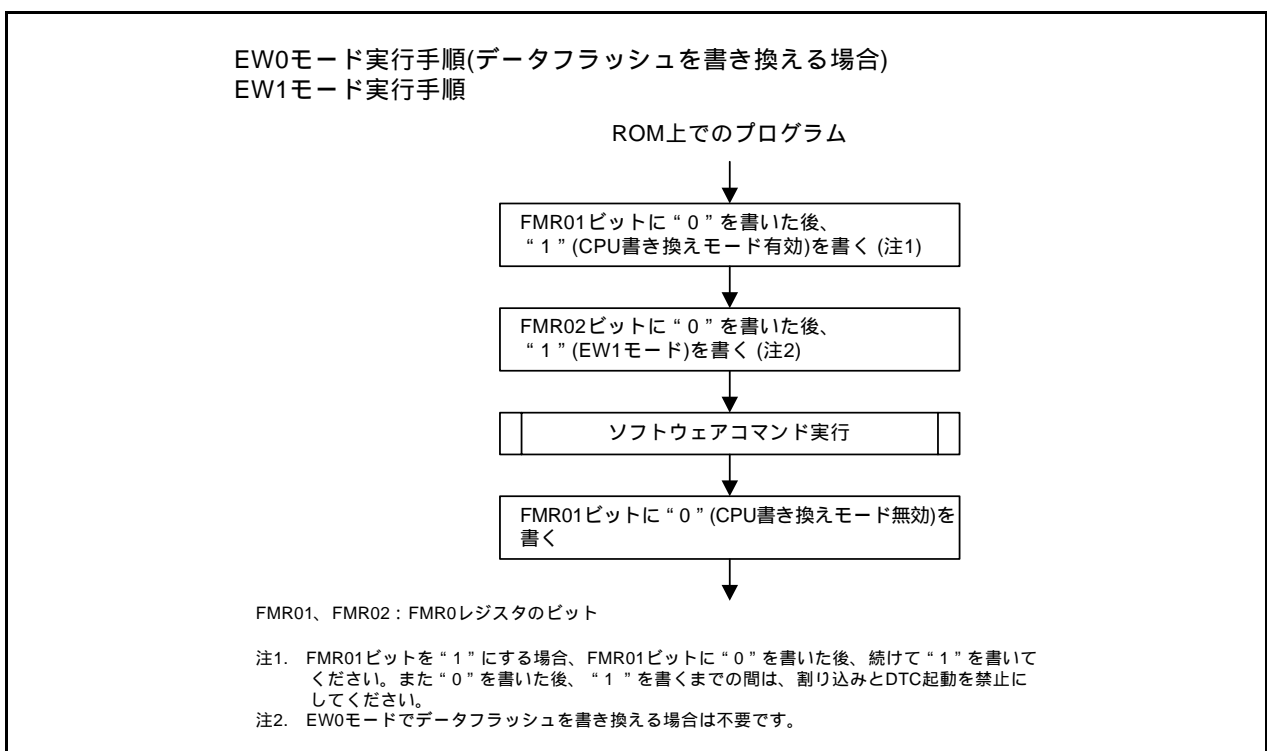 EW0モード実行手順(データフラッシュを書き換える場合)
EW1モード実行手順
ROM上でのプログラム
FMR01ビットに“0”を書いた後、
“1”(CPU書き換えモード有効)を書く (注1)
FMR02ビットに“0”を書いた後、
“1”(EW1モード)を書く (注2)
ソフトウェアコマンド実行
FMR01ビットに“0”(CPU書き換えモード無効)を
書く
FMR01、FMR02：FMR0レジスタのビット
注1. FMR01ビットを“1”にする場合、FMR01ビットに“0”を書いた後、続けて“1”を書いて
ください。また“0”を書いた後、“1”を書くまでの間は、割り込みとDTC起動を禁止に
してください。
注2. EW0モードでデータフラッシュを書き換える場合は不要です。